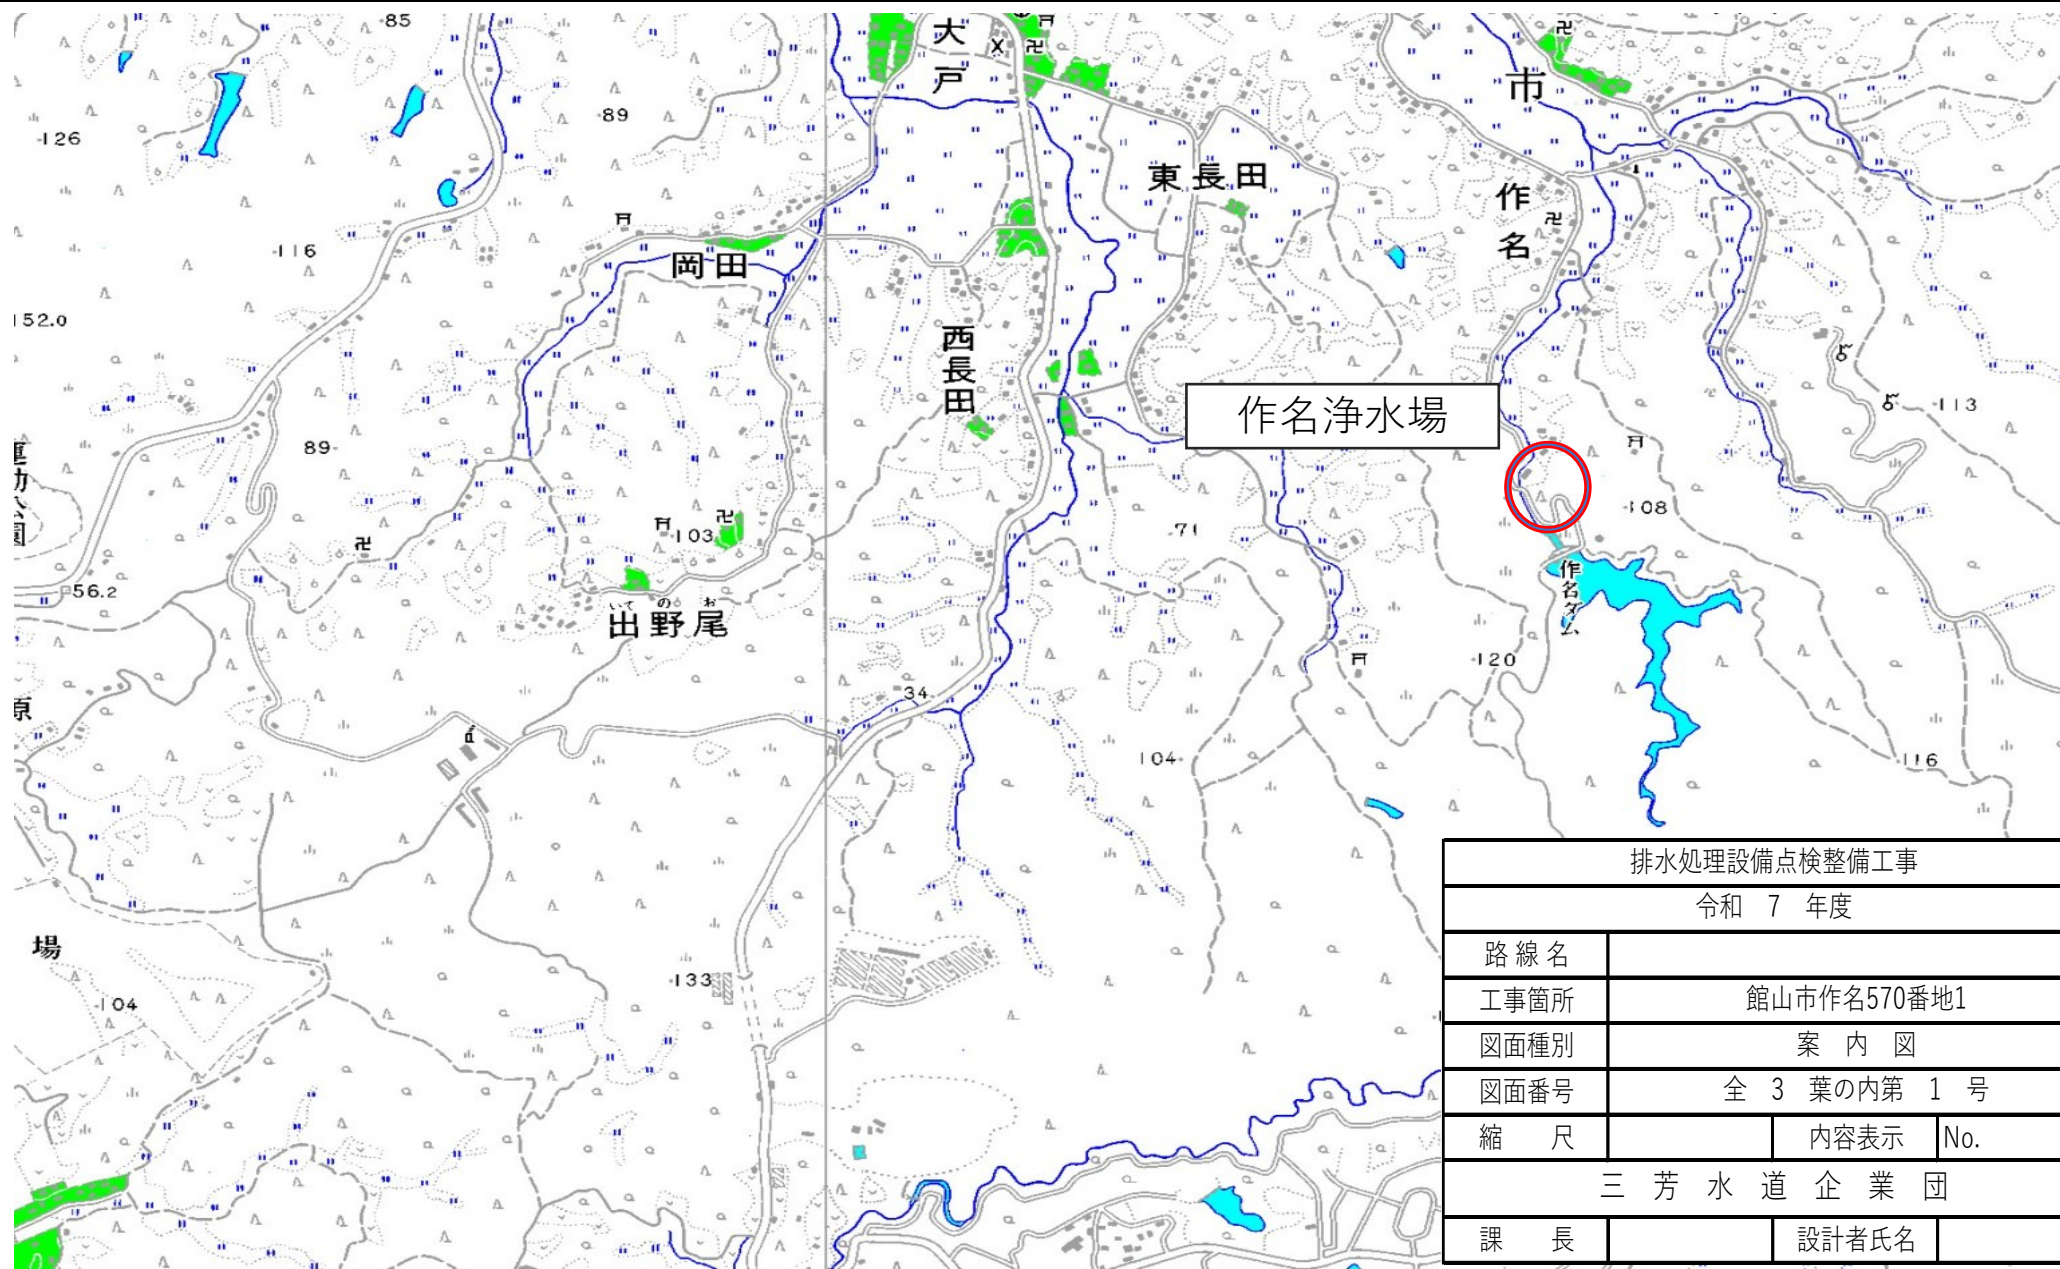 85
大戸
市
126
89
東長田
作名
116
岡田
152.0
西長田
作名浄水場
113
89
運動公園
108
103
71
56.2
いでのお
出野尾
作名ダム
120
34
原
104
116
場
133
104
排水処理設備点検整備工事
令和 7 年度
路線名
工事箇所 館山市作名570番地1
図面種別 案内図
図面番号 全 3 葉の内第 1 号
縮尺 内容表示 No.
三芳水道企業団
課長 設計者氏名